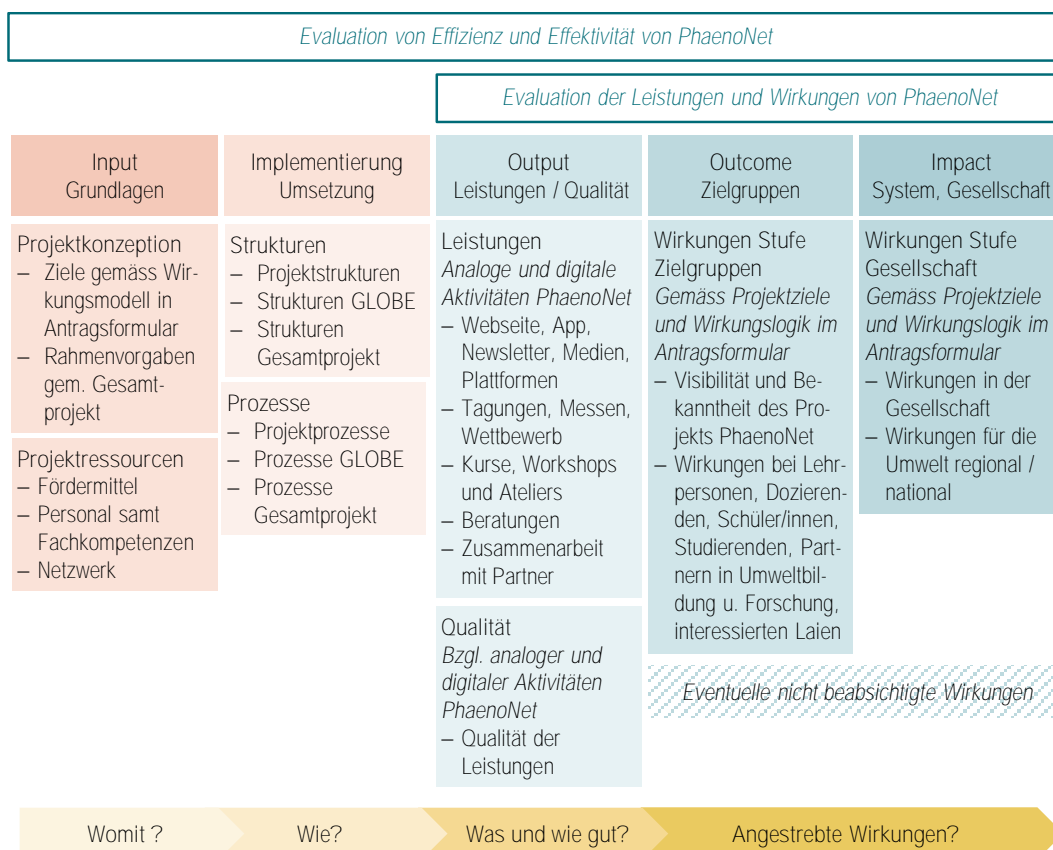 Evaluation von Effizienz und Effektivität von PhaenoNet
Evaluation der Leistungen und Wirkungen von PhaenoNet
Input
Grundlagen
Projektkonzeption
– Ziele gemäss Wir-
kungsmodell in
Antragsformular
– Rahmenvorgaben
gem. Gesamt-
projekt
Projektressourcen
– Fördermittel
– Personal samt
Fachkompetenzen
– Netzwerk
Implementierung
Umsetzung
Strukturen
– Projektstrukturen
– Strukturen GLOBE
– Strukturen
Gesamtprojekt
Prozesse
– Projektprozesse
– Prozesse GLOBE
– Prozesse
Gesamtprojekt
Output
Leistungen / Qualität
Leistungen
Analoge und digitale
Aktivitäten PhaenoNet
– Webseite, App,
Newsletter, Medien,
Plattformen
– Tagungen, Messen,
Wettbewerb
– Kurse, Workshops
und Ateliers
– Beratungen
– Zusammenarbeit
mit Partner
Qualität
Bzgl. analoger und
digitaler Aktivitäten
PhaenoNet
– Qualität der
Leistungen
Outcome
Zielgruppen
Wirkungen Stufe
Zielgruppen
Gemäss Projektziele
und Wirkungslogik im
Antragsformular
– Visibilität und Be-
kanntheit des Pro-
jekts PhaenoNet
– Wirkungen bei Lehr-
personen, Dozieren-
den, Schüler/innen,
Studierenden, Part-
nern in Umweltbil-
dung u. Forschung,
interessierten Laien
Impact
System, Gesellschaft
Wirkungen Stufe
Gesellschaft
Gemäss Projektziele
und Wirkungslogik im
Antragsformular
– Wirkungen in der
Gesellschaft
– Wirkungen für die
Umwelt regional /
national
Eventuelle nicht beabsichtigte Wirkungen
Womit ?
Wie?
Was und wie gut?
Angestrebte Wirkungen?